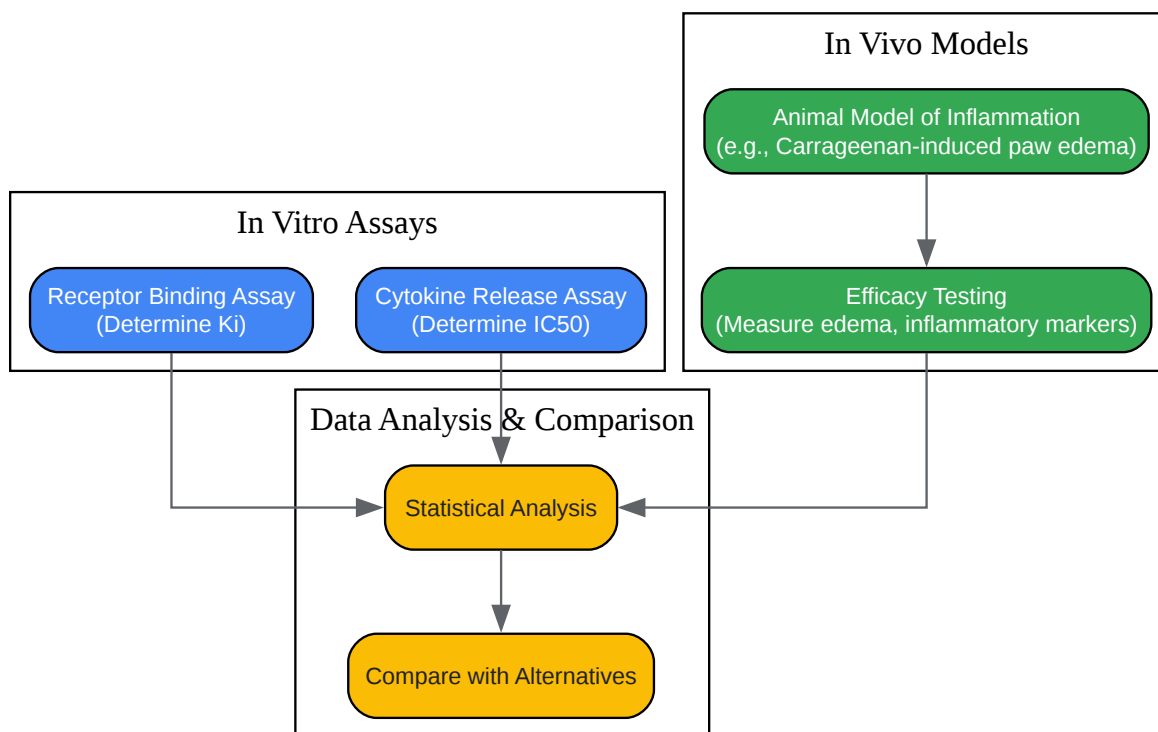 In Vivo Models
Animal Model of Inflammation
(e.g., Carrageenan-induced paw edema)
In Vitro Assays
Receptor Binding Assay
(Determine Ki)
Cytokine Release Assay
(Determine IC50)
Efficacy Testing
(Measure edema, inflammatory markers)
Data Analysis & Comparison
Statistical Analysis
Compare with Alternatives